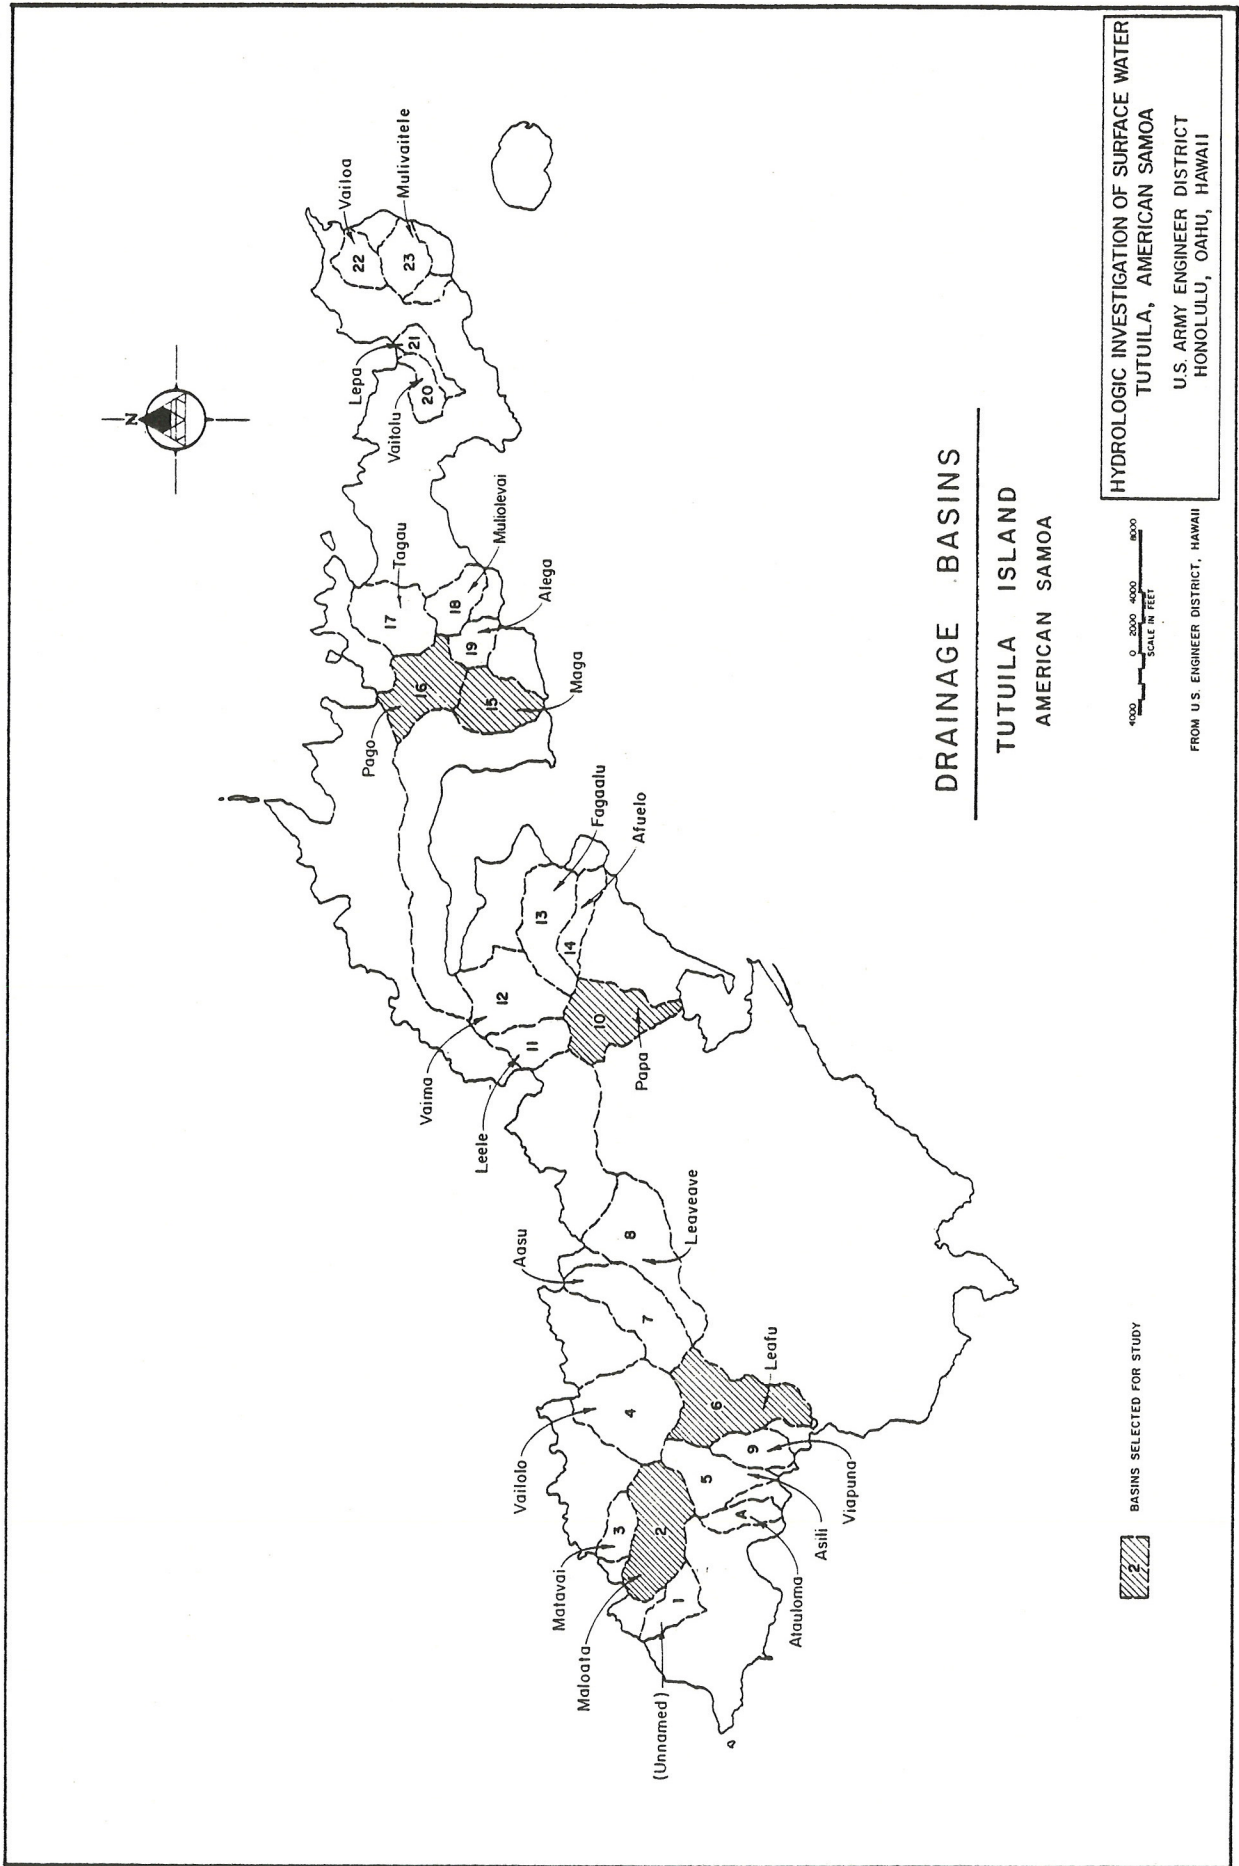 N
Vailoa
22
Mulivaitele
23
Lepa
21
Vaitolu
20
Tagau
17
Muliolevai
18
Alega
19
Pago
16
15
Maga
Fagaalu
13
Afuelo
14
Vaima
12
Leele
11
10
Papa
Aasu
7
8
Leaveave
Vailolo
4
6
Leafu
Matavai
3
Maloata
2
(Unnamed)
1
5
9
Viapuna
Asili
A
Atauloma
DRAINAGE BASINS
TUTUILA ISLAND
AMERICAN SAMOA
4000 0 2000 4000 8000
SCALE IN FEET
FROM U.S. ENGINEER DISTRICT, HAWAII
2
BASINS SELECTED FOR STUDY
HYDROLOGIC INVESTIGATION OF SURFACE WATER
TUTUILA, AMERICAN SAMOA
U.S. ARMY ENGINEER DISTRICT
HONOLULU, OAHU, HAWAII